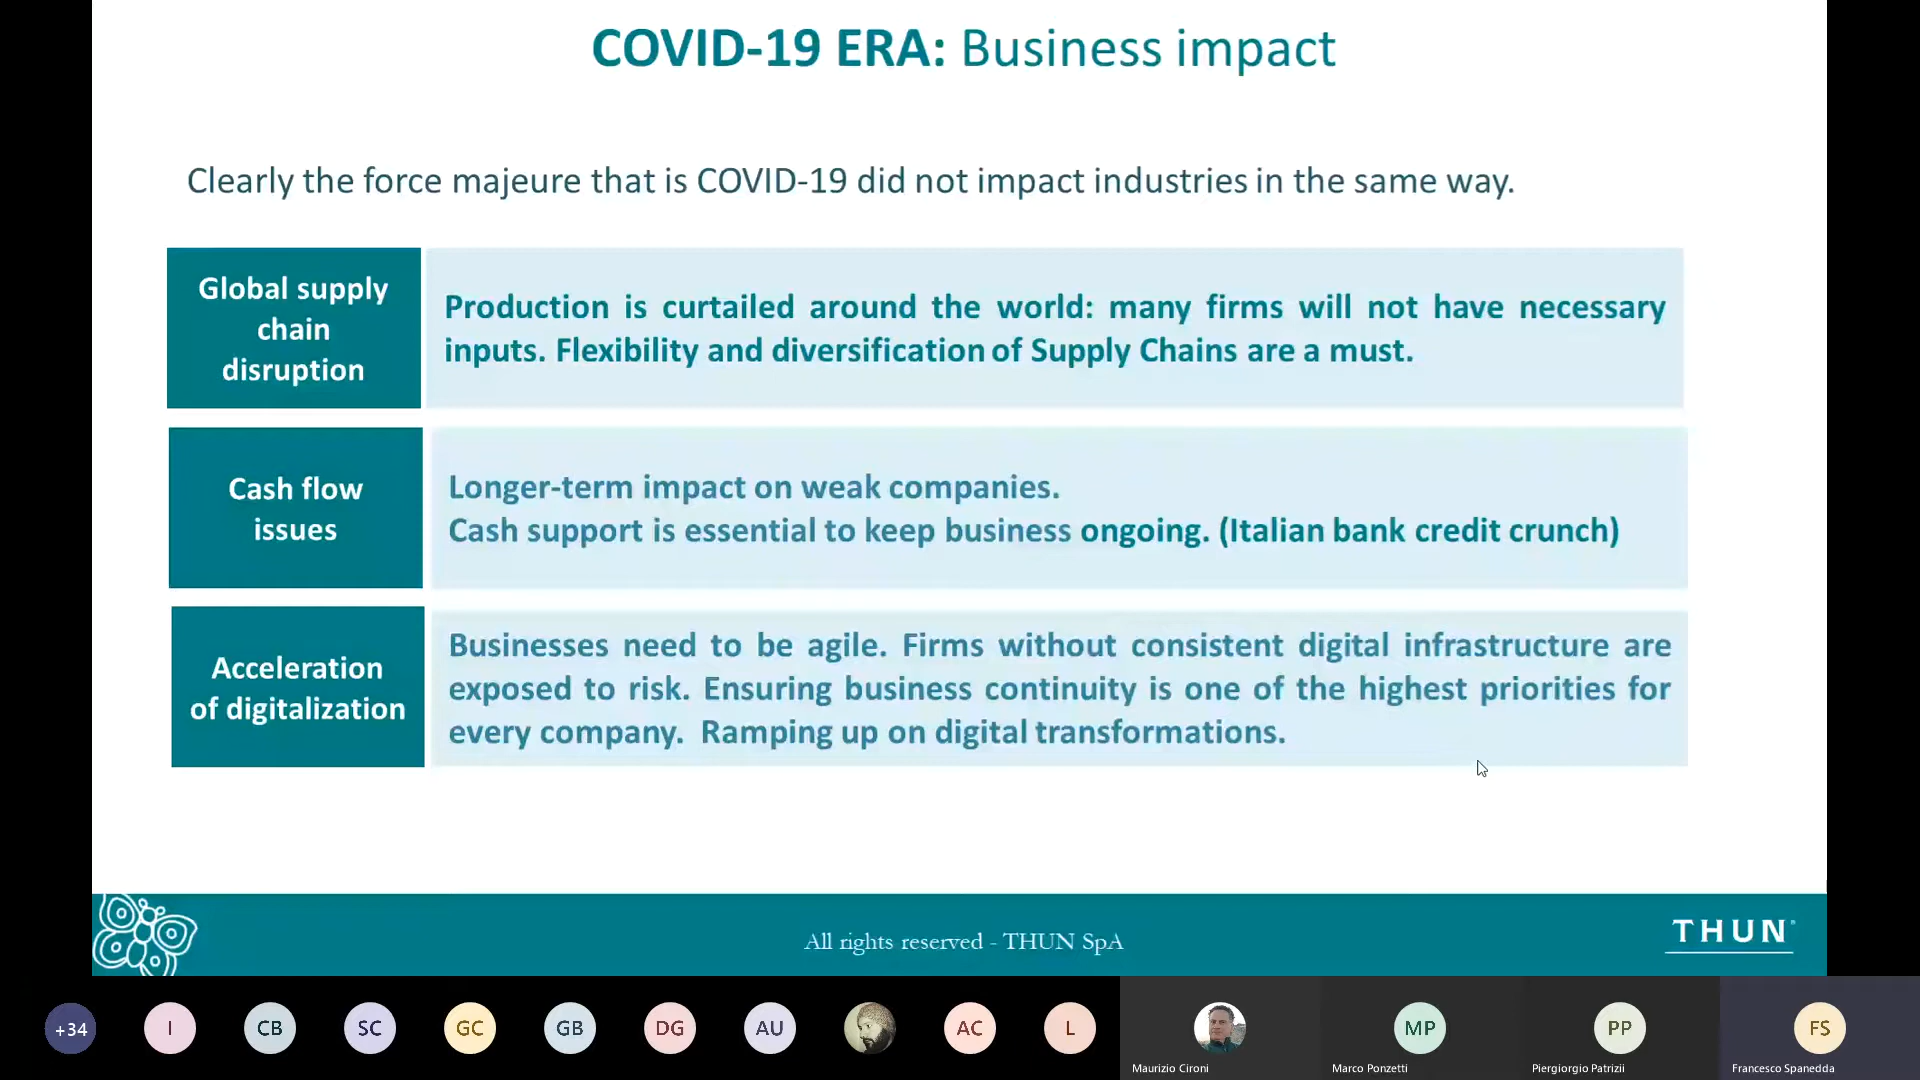 COVID-19 ERA: Business impact
Clearly the force majeure that is COVID-19 did not impact industries in the same way.
Global supply
chain
disruption
Production is curtailed around the world: many firms will not have necessary
inputs. Flexibility and diversification of Supply Chains are a must.
Cash flow
issues
Longer-term impact on weak companies.
Cash support is essential to keep business ongoing. (Italian bank credit crunch)
Acceleration
of digitalization
Businesses need to be agile. Firms without consistent digital infrastructure are
exposed to risk. Ensuring business continuity is one of the highest priorities for
every company. Ramping up on digital transformations.
All rights reserved - THUN SpA
THUN
+34
I
CB
SC
GC
GB
DG
AU
AC
L
MP
PP
FS
Maurizio Cironi
Marco Ponzetti
Piergiorgio Patrizii
Francesco Spanedda